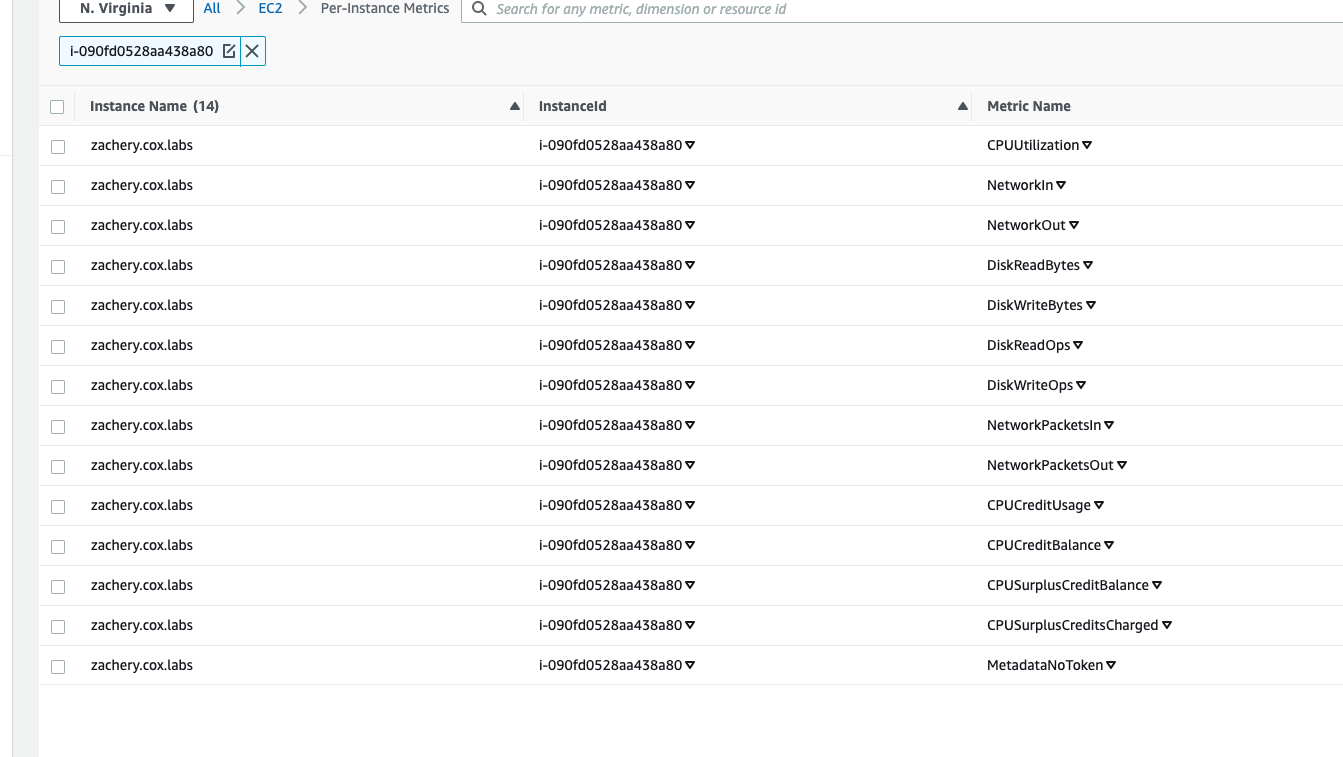 N. Virginia All EC2 Per-Instance Metrics Search for any metric, dimension or resource id
i-090fd0528aa438a80
Instance Name (14) InstanceId Metric Name
zachery.cox.labs i-090fd0528aa438a80 CPUUtilization
zachery.cox.labs i-090fd0528aa438a80 NetworkIn
zachery.cox.labs i-090fd0528aa438a80 NetworkOut
zachery.cox.labs i-090fd0528aa438a80 DiskReadBytes
zachery.cox.labs i-090fd0528aa438a80 DiskWriteBytes
zachery.cox.labs i-090fd0528aa438a80 DiskReadOps
zachery.cox.labs i-090fd0528aa438a80 DiskWriteOps
zachery.cox.labs i-090fd0528aa438a80 NetworkPacketsIn
zachery.cox.labs i-090fd0528aa438a80 NetworkPacketsOut
zachery.cox.labs i-090fd0528aa438a80 CPUCreditUsage
zachery.cox.labs i-090fd0528aa438a80 CPUCreditBalance
zachery.cox.labs i-090fd0528aa438a80 CPUSurplusCreditBalance
zachery.cox.labs i-090fd0528aa438a80 CPUSurplusCreditsCharged
zachery.cox.labs i-090fd0528aa438a80 MetadataNoToken